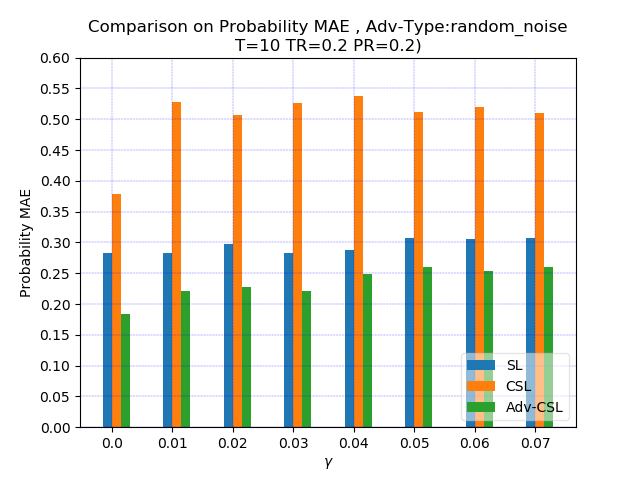 Comparison on Probability MAE , Adv-Type:random_noise
T=10 TR=0.2 PR=0.2)
0.60
0.55
0.50
0.45
0.40
0.35
0.30
0.25
0.20
0.15
0.10
0.05
0.00
Probability MAE
SL
CSL
Adv-CSL
0.0 0.01 0.02 0.03 0.04 0.05 0.06 0.07
γ